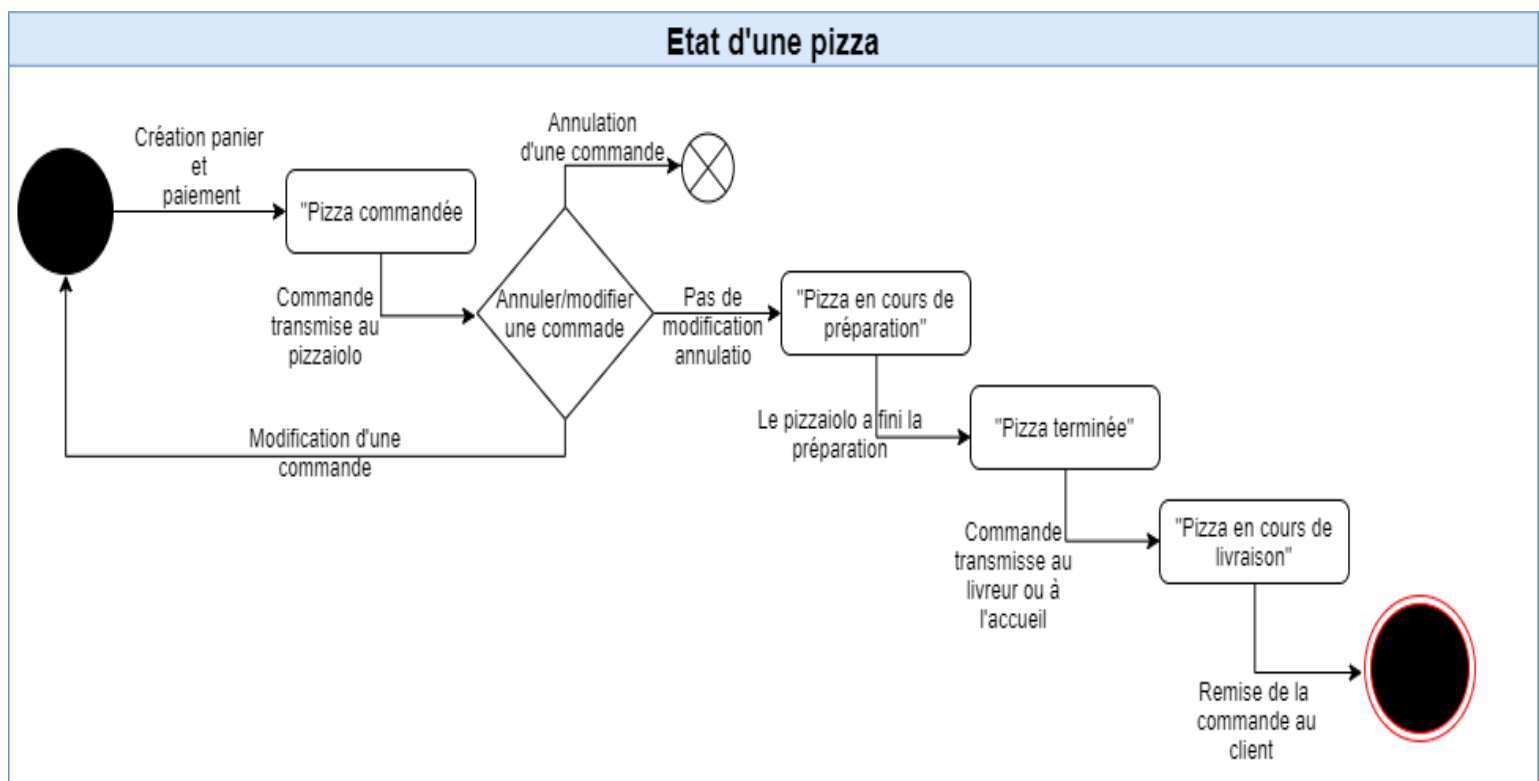 Etat d'une pizza
Création panier
et
paiement
"Pizza commandée
Annulation
d'une commande
Commande
transmise au
pizzaiolo
Annuler/modifier
une commade
Pas de
modification
annulatio
"Pizza en cours de
préparation"
Modification d'une
commande
Le pizzaiolo a fini la
préparation
"Pizza terminée"
Commande
transmisse au
livreur ou à
l'accueil
"Pizza en cours de
livraison"
Remise de la
commande au
client